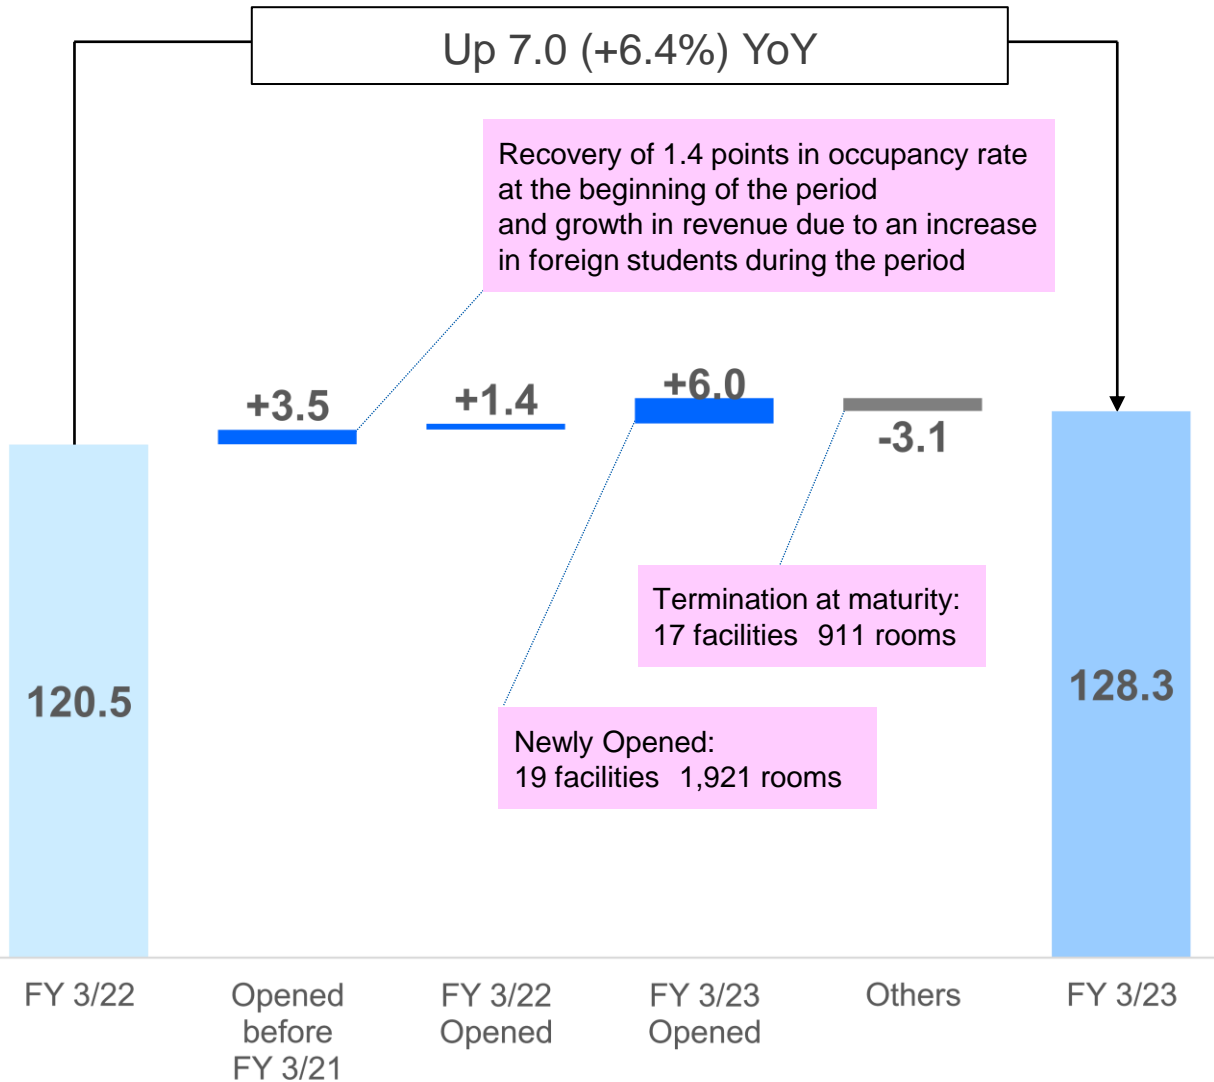 Up 7.0 (+6.4%) YoY
Recovery of 1.4 points in occupancy rate
at the beginning of the period
and growth in revenue due to an increase
in foreign students during the period
+3.5
+1.4
+6.0
-3.1
Termination at maturity:
17 facilities 911 rooms
120.5
128.3
Newly Opened:
19 facilities 1,921 rooms
FY 3/22
Opened
before
FY 3/21
FY 3/22
Opened
FY 3/23
Opened
Others
FY 3/23